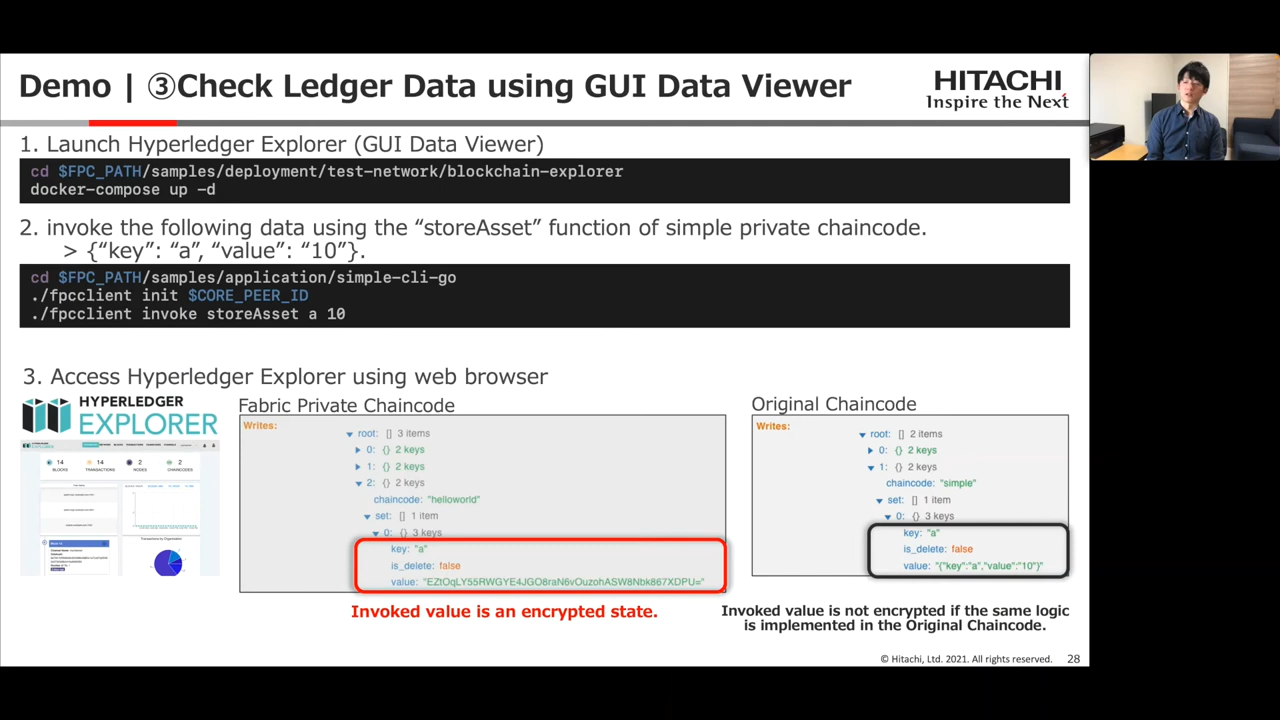 Demo | ③Check Ledger Data using GUI Data Viewer
HITACHI
Inspire the Next
1. Launch Hyperledger Explorer (GUI Data Viewer)
cd $FPC_PATH/samples/deployment/test-network/blockchain-explorer
docker-compose up -d
2. invoke the following data using the “storeAsset” function of simple private chaincode.
> {“key”: “a”, “value”: “10”}.
cd $FPC_PATH/samples/application/simple-cli-go
./fpcclient init $CORE_PEER_ID
./fpcclient invoke storeAsset a 10
3. Access Hyperledger Explorer using web browser
HYPERLEDGER
EXPLORER
14
BLOCKS
14
TRANSACTIONS
2
NODES
2
CHAINCODES
Fabric Private Chaincode
Writes:
root: [] 3 items
0: {} 2 keys
1: {} 2 keys
2: {} 2 keys
chaincode: "helloworld"
set: [] 1 item
0: {} 3 keys
key: "a"
is_delete: false
value: "EZtOqLY55RWGYE4JGO8raN6vOuzohASW8Nbk867XDPU="
Invoked value is an encrypted state.
Original Chaincode
Writes:
root: [] 2 items
0: {} 2 keys
1: {} 2 keys
chaincode: "simple"
set: [] 1 item
0: {} 3 keys
key: "a"
is_delete: false
value: "{"key":"a","value":"10"}"
Invoked value is not encrypted if the same logic
is implemented in the Original Chaincode.
© Hitachi, Ltd. 2021. All rights reserved.
28